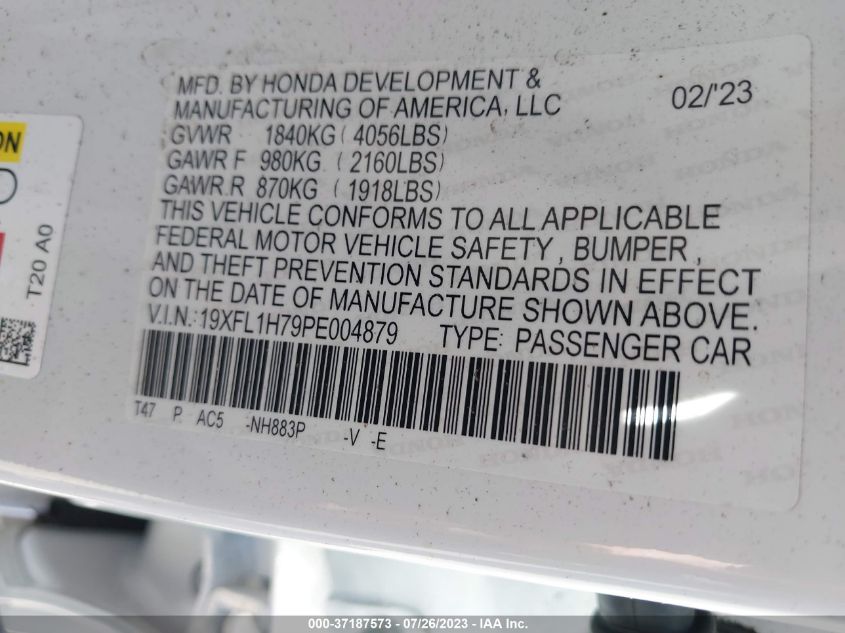 MFD. BY HONDA DEVELOPMENT &
MANUFACTURING OF AMERICA, LLC 02/'23
GVWR 1840KG ( 4056LBS)
GAWR F 980KG ( 2160LBS)
GAWR R 870KG ( 1918LBS)
THIS VEHICLE CONFORMS TO ALL APPLICABLE
FEDERAL MOTOR VEHICLE SAFETY , BUMPER ,
AND THEFT PREVENTION STANDARDS IN EFFECT
ON THE DATE OF MANUFACTURE SHOWN ABOVE.
V.I.N.: 19XFL1H79PE004879 TYPE: PASSENGER CAR
T47 P AC5 -NH883P -V -E
T20 A0
000-37187573 - 07/26/2023 - IAA Inc.